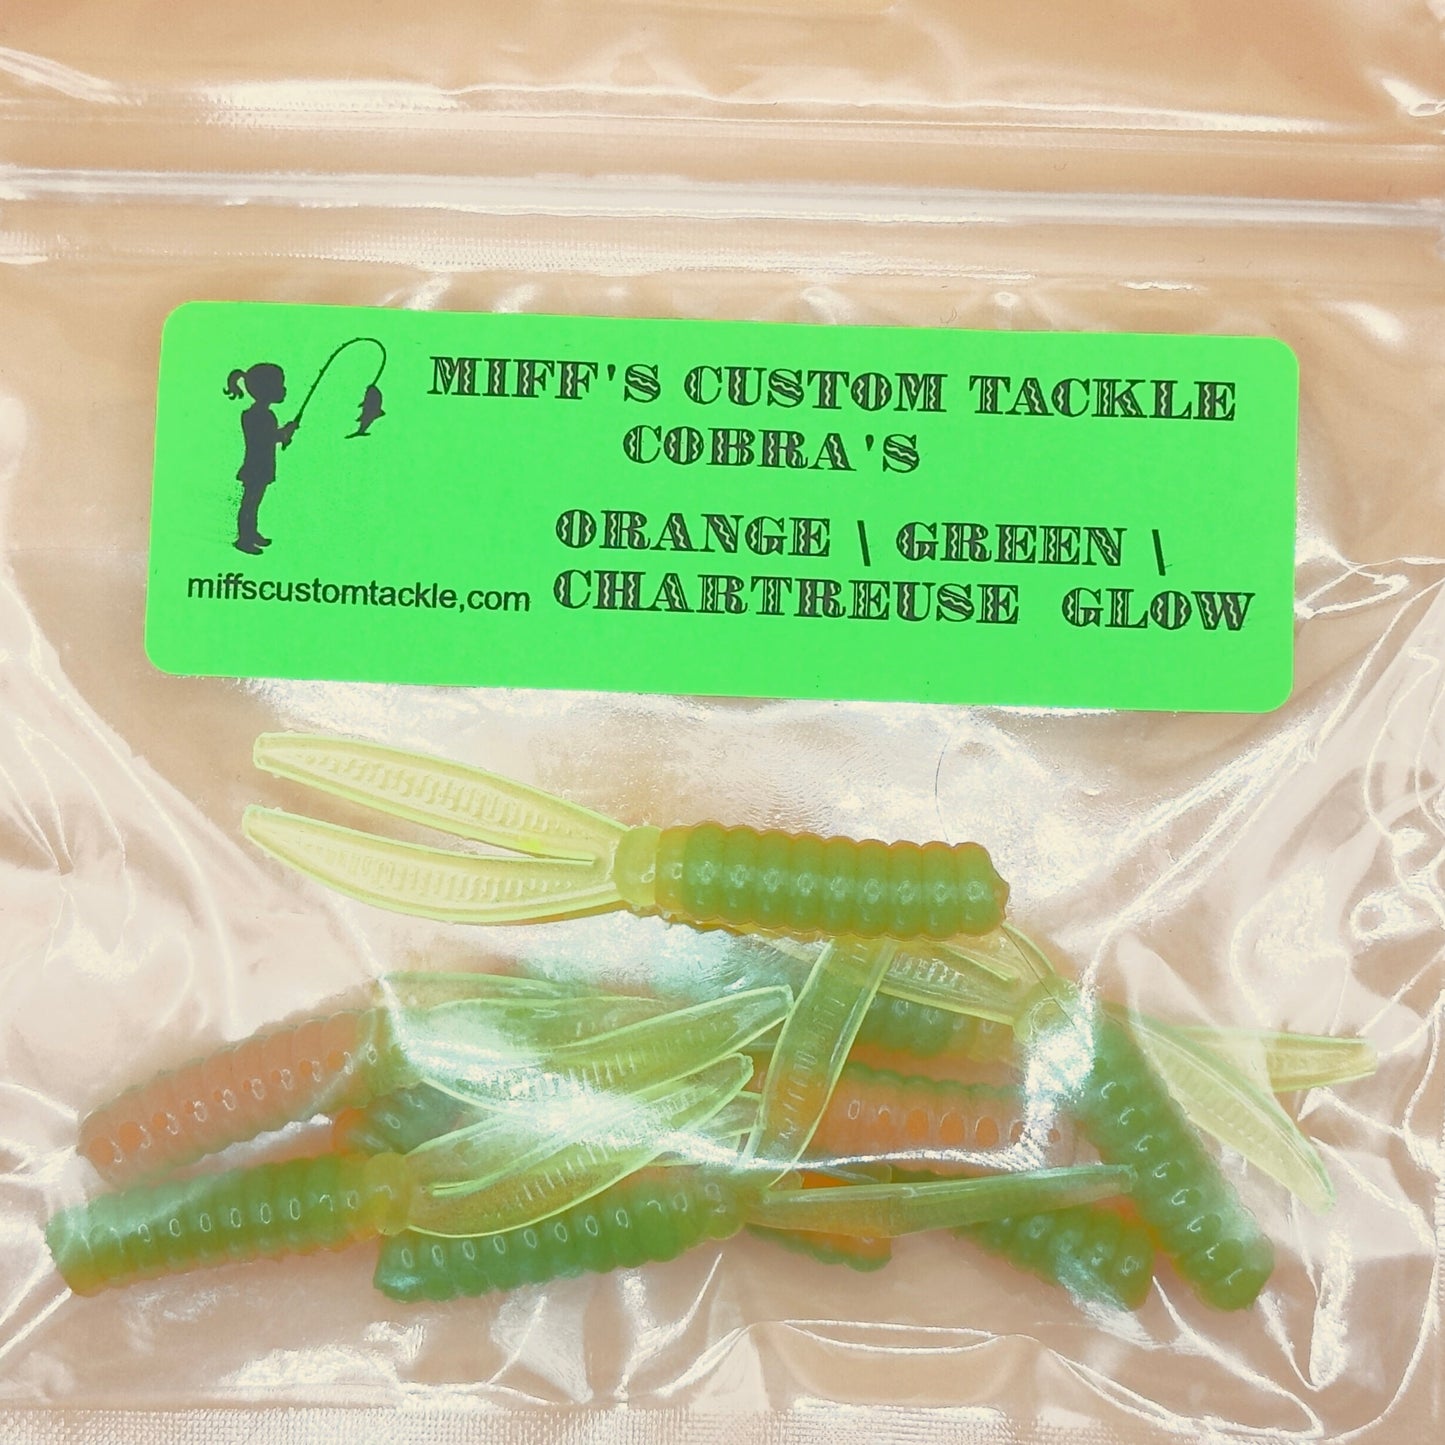 MIFF'S CUSTOM TACKLE
COBRA'S
ORANGE \ GREEN \
CHARTREUSE GLOW
miffscustomtackle,com